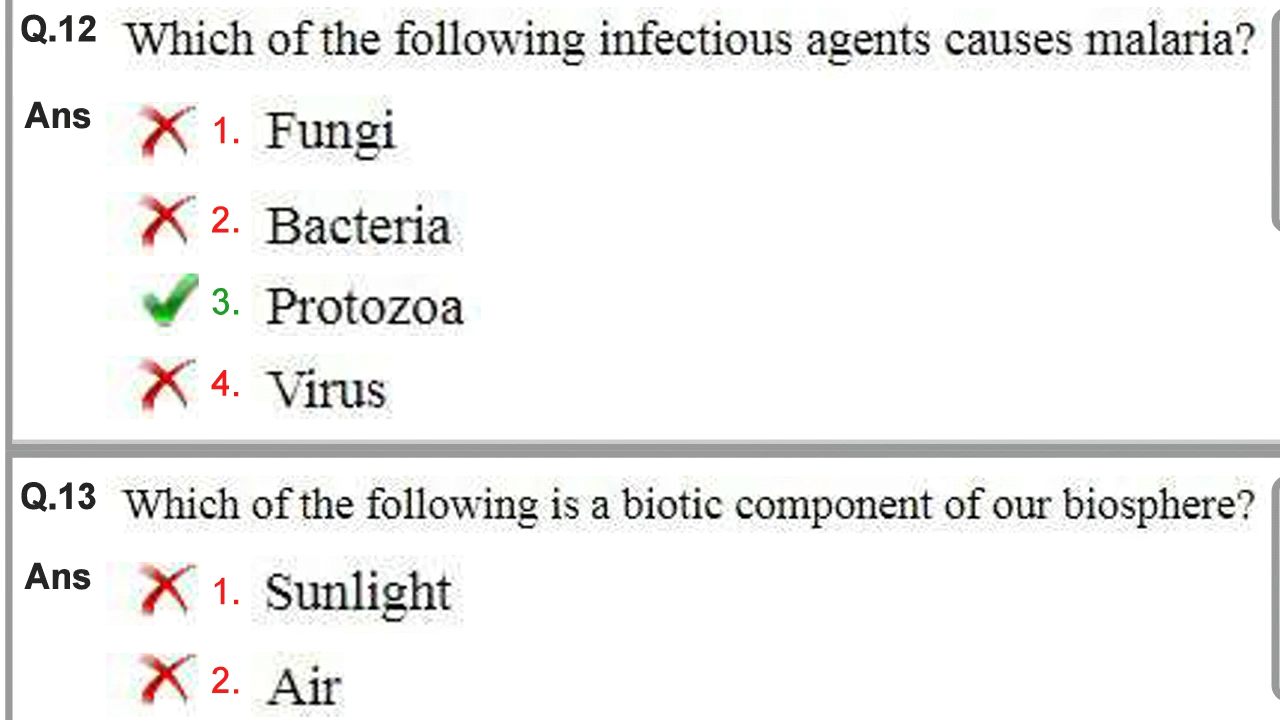 Q.12 Which of the following infectious agents causes malaria?
Ans 1. Fungi
2. Bacteria
3. Protozoa
4. Virus
Q.13 Which of the following is a biotic component of our biosphere?
Ans 1. Sunlight
2. Air